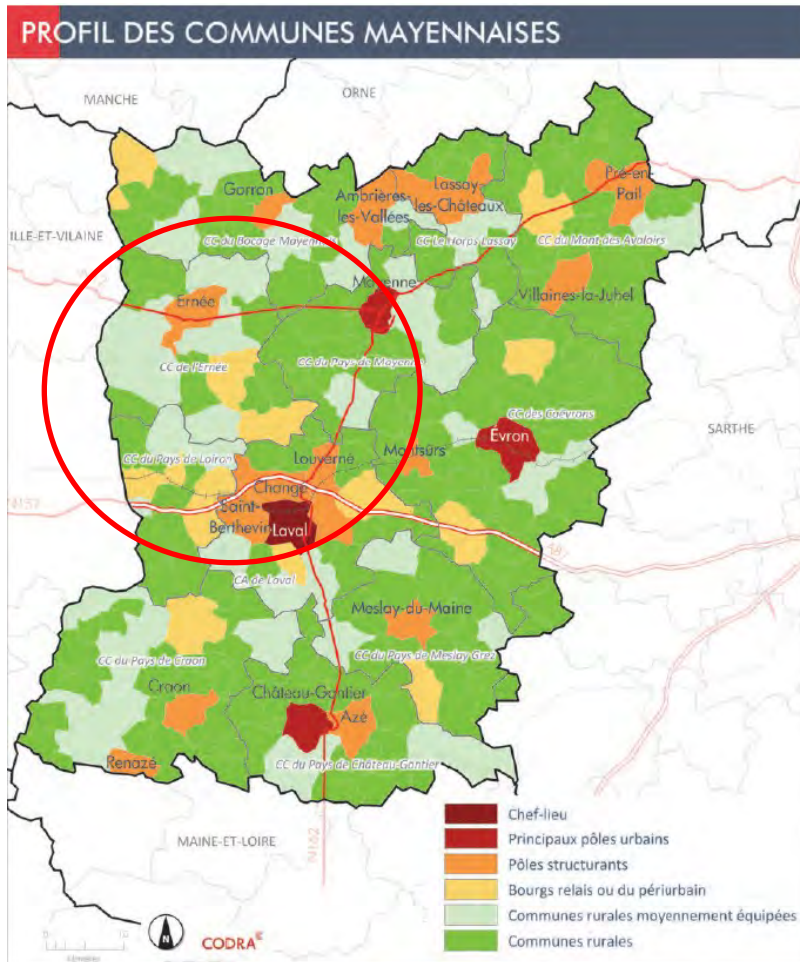 PROFIL DES COMMUNES MAYENNAISES
MANCHE
ORNE
Gorron
Ambrières-
les-Vallées
Lassay-
les-Châteaux
Pré-en-
Pail
ILLE-ET-VILAINE
CC du Bocage Mayennais
CC Le Horps Lassay
CC du Mont des Avaloirs
Ernée
Mayenne
Villaines-la-Juhel
CC de l'Ernée
CC du Pays de Mayenne
CC des Coëvrons
SARTHE
Évron
CC du Pays de Loiron
Louverné
Montsûrs
Changé
N157
Saint-
Berthevin
Laval
A81
CA de Laval
Meslay-du-Maine
CC du Pays de Craon
CC du Pays de Meslay Grez
Craon
Château-Gontier
Azé
Renazé
CC du Pays de Château-Gontier
MAINE-ET-LOIRE
N162
Chef-lieu
Principaux pôles urbains
Pôles structurants
Bourgs relais ou du périurbain
Communes rurales moyennement équipées
Communes rurales
N
CODRA